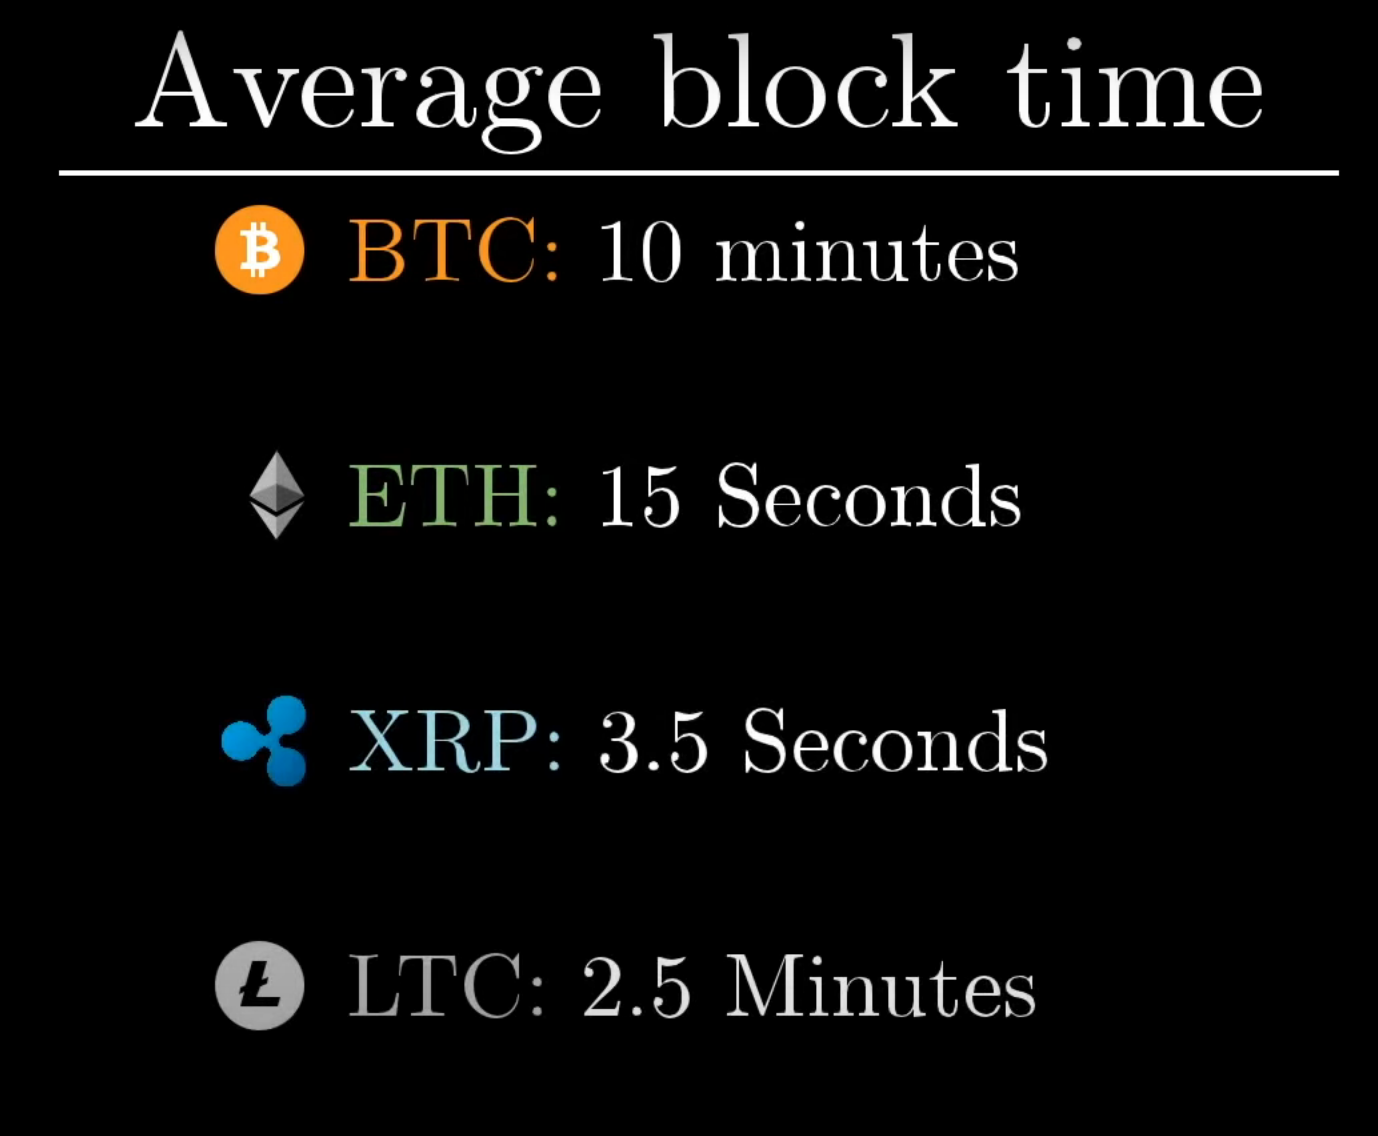 Average block time
BTC: 10 minutes
ETH: 15 Seconds
XRP: 3.5 Seconds
LTC: 2.5 Minutes